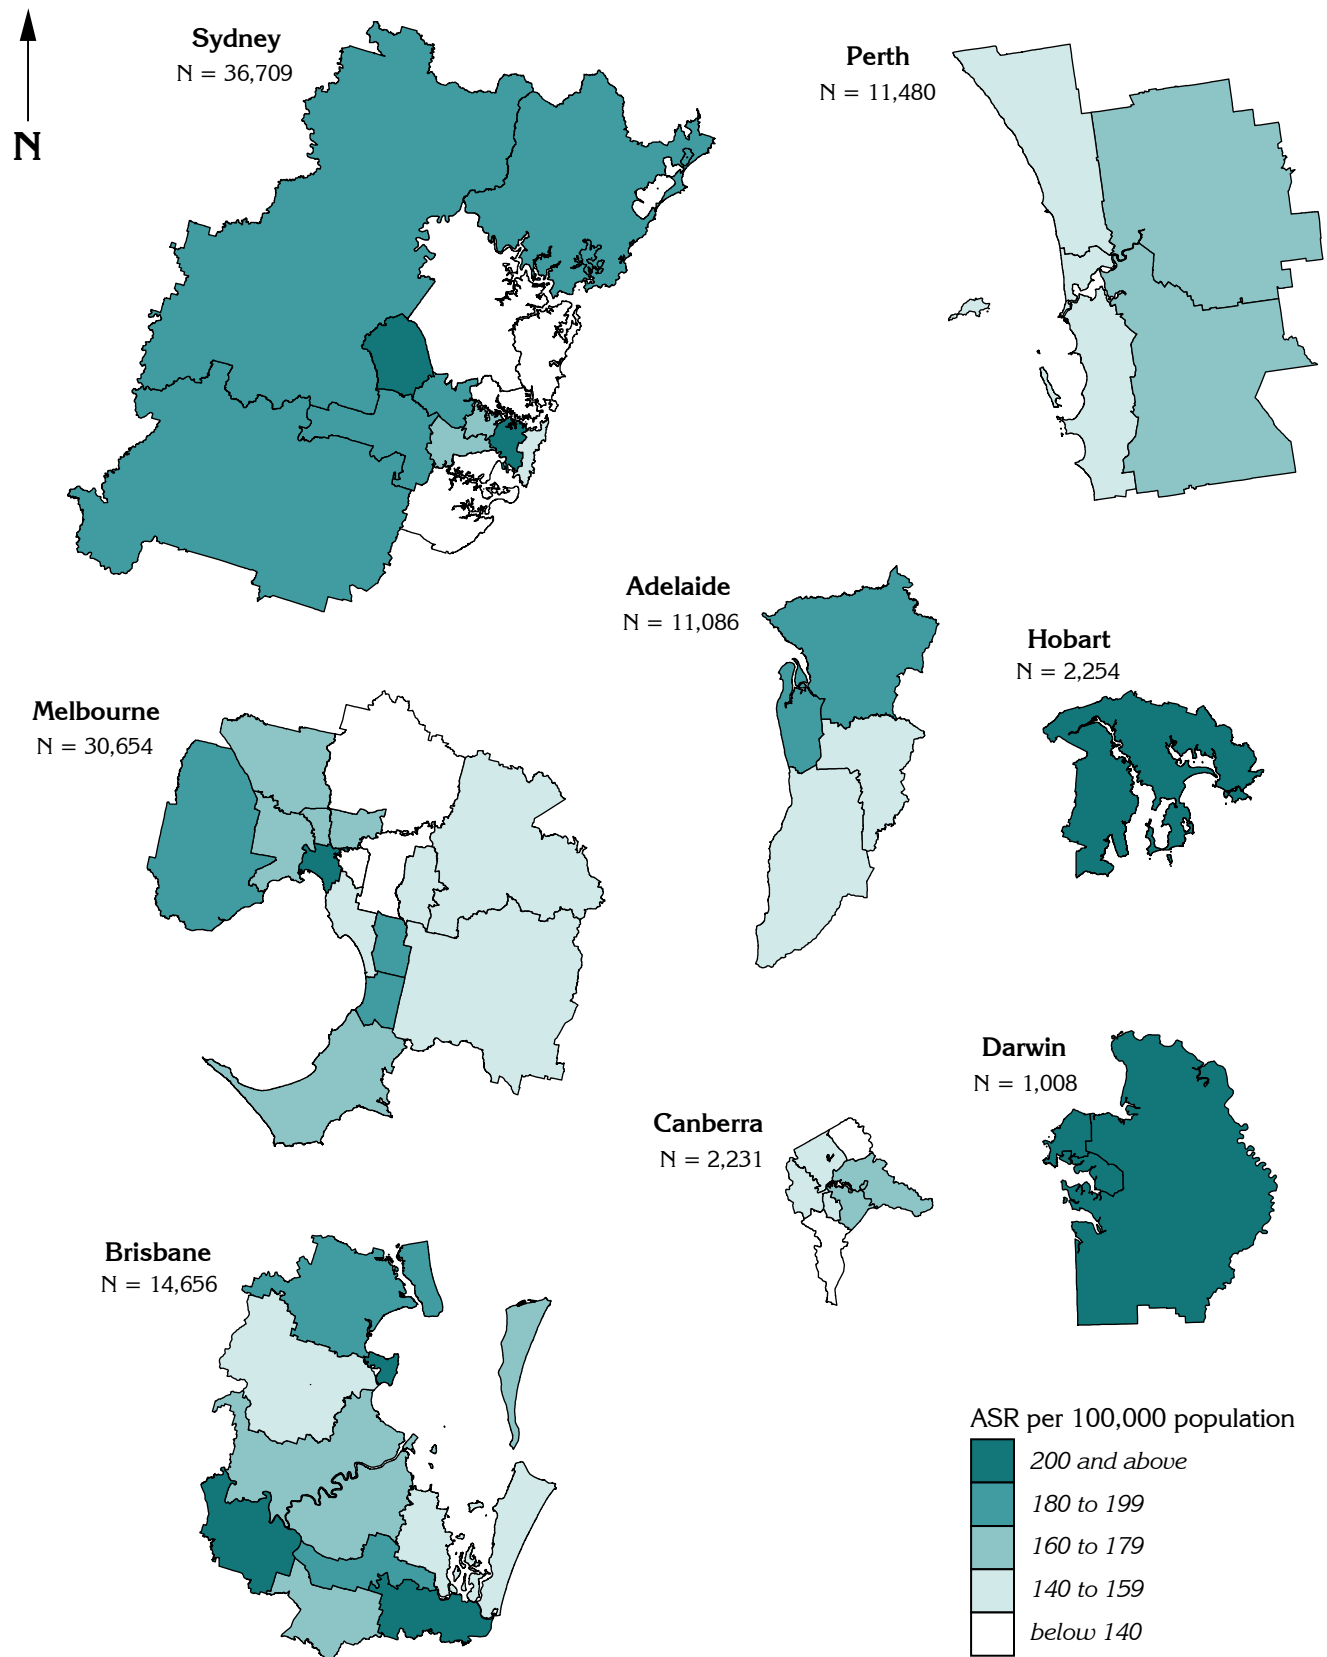 Sydney
N = 36,709
Perth
N = 11,480
N
Adelaide
N = 11,086
Hobart
N = 2,254
Melbourne
N = 30,654
Darwin
N = 1,008
Canberra
N = 2,231
Brisbane
N = 14,656
ASR per 100,000 population
200 and above
180 to 199
160 to 179
140 to 159
below 140